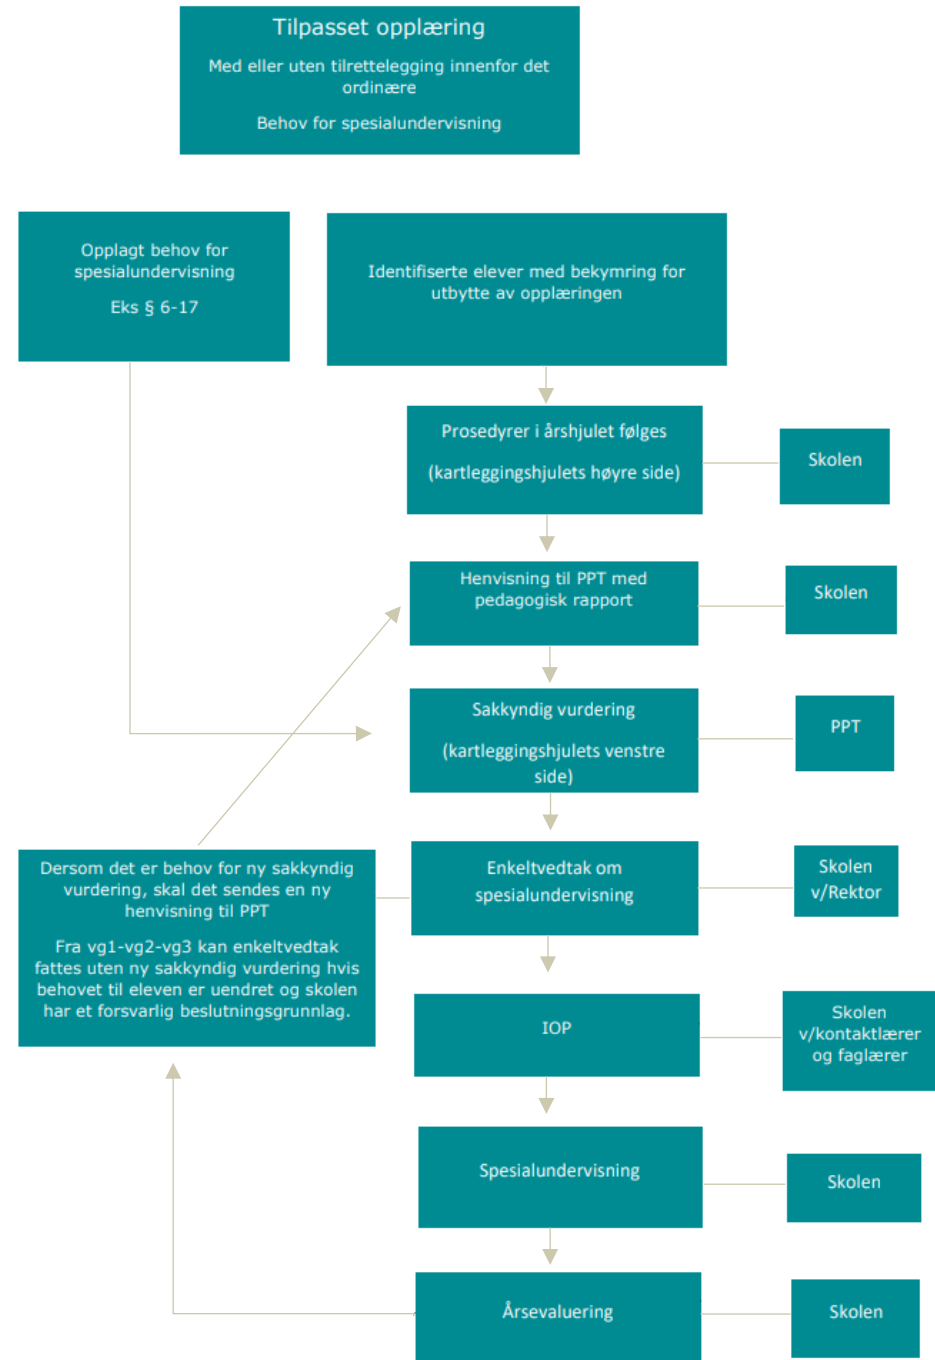 Tilpasset opplæring
Med eller uten tilrettelegging innenfor det
ordinære
Behov for spesialundervisning
Opplagt behov for
spesialundervisning
Eks § 6-17
Identifiserte elever med bekymring for
utbytte av opplæringen
Prosedyrer i årshjulet følges
(kartleggingshjulets høyre side)
Skolen
Henvisning til PPT med
pedagogisk rapport
Skolen
Sakkyndig vurdering
(kartleggingshjulets venstre
side)
PPT
Dersom det er behov for ny sakkyndig
vurdering, skal det sendes en ny
henvisning til PPT
Fra vg1-vg2-vg3 kan enkeltvedtak
fattes uten ny sakkyndig vurdering hvis
behovet til eleven er uendret og skolen
har et forsvarlig beslutningsgrunnlag.
Enkeltvedtak om
spesialundervisning
Skolen
v/Rektor
IOP
Skolen
v/kontaktlærer
og faglærer
Spesialundervisning
Skolen
Årsevaluering
Skolen